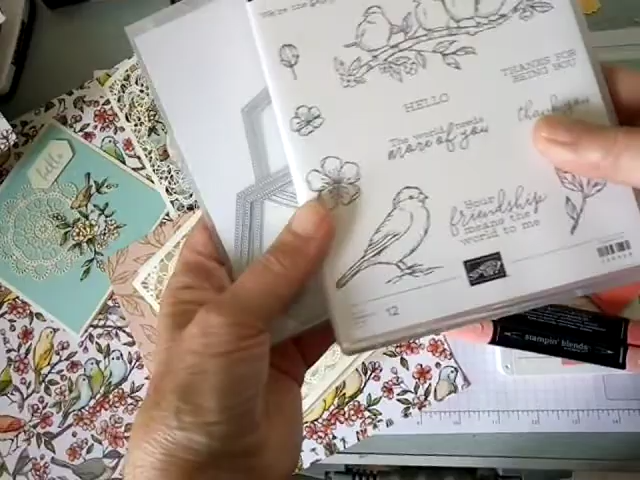 We're the
THANKS FOR
BEING YOU
HELLO
thank you
The world needs
more of you
Your
friendship
means the
world to me
12
hello
stampin' blends